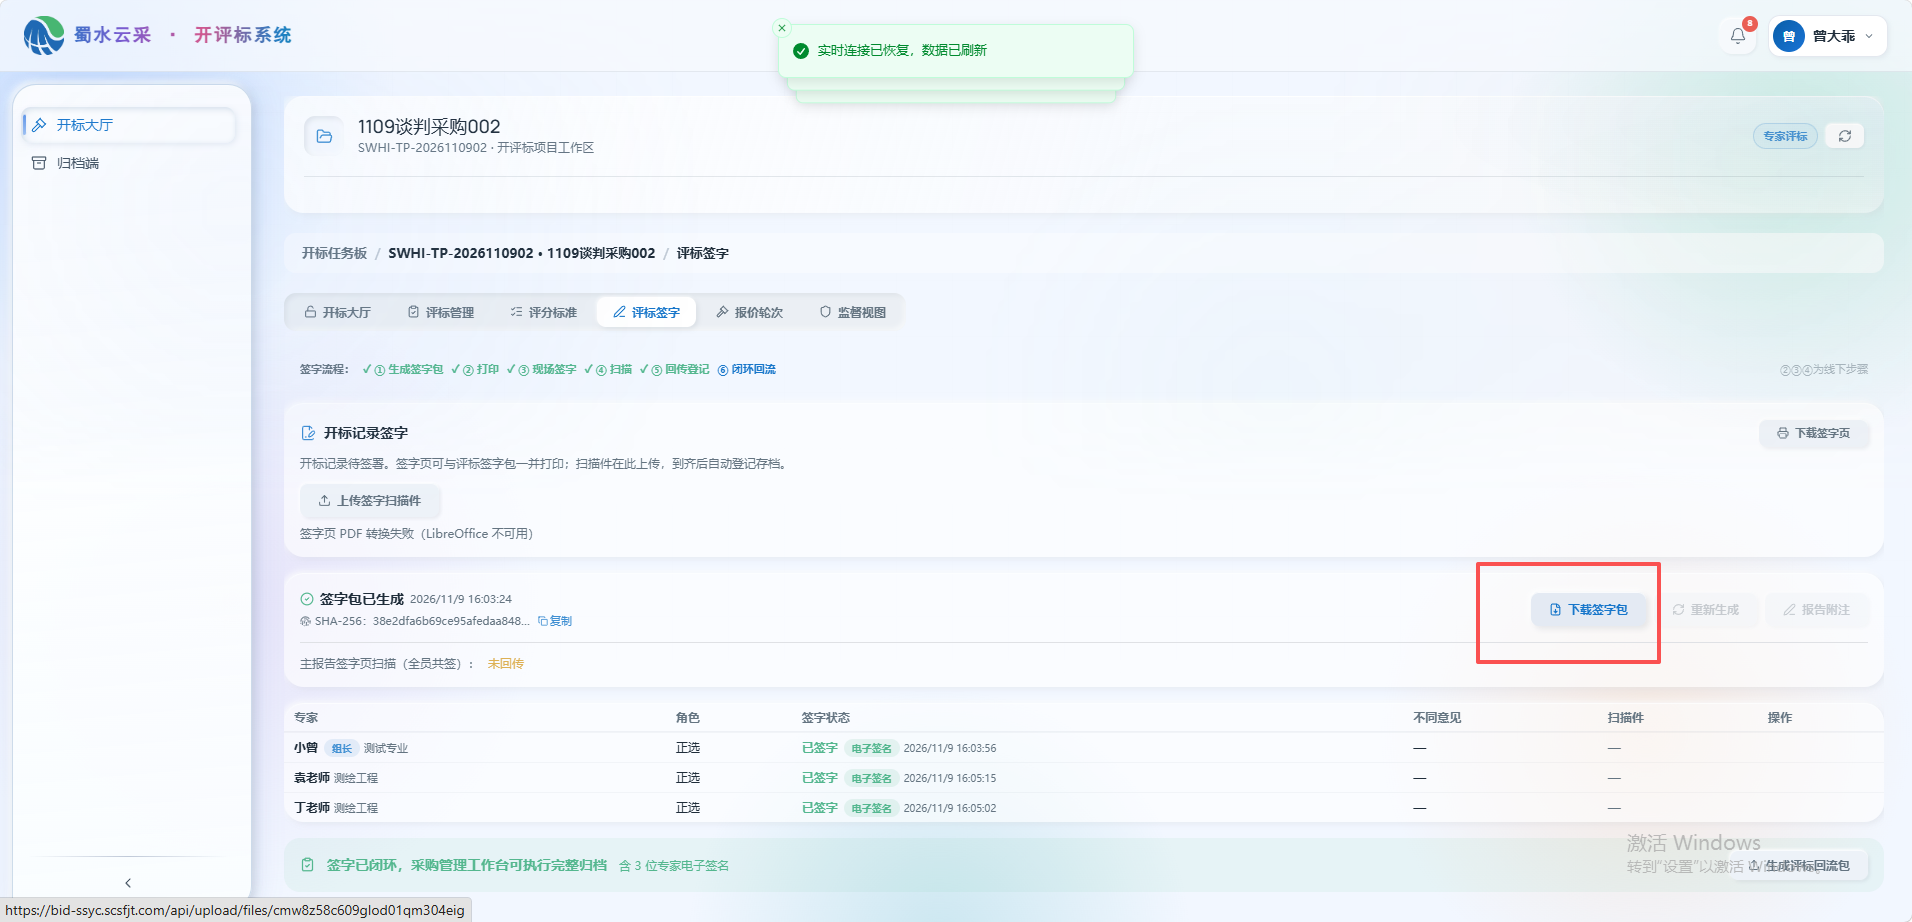 蜀水云采 · 开评标系统
实时连接已恢复，数据已刷新
8
曾
曾大乖
开标大厅
归档端
1109谈判采购002
SWHI-TP-2026110902 · 开评标项目工作区
专家评标
开标任务板 / SWHI-TP-2026110902 • 1109谈判采购002 / 评标签字
开标大厅
评标管理
评分标准
评标签字
报价轮次
监督视图
签字流程： ✓ ① 生成签字包 ✓ ② 打印 ✓ ③ 现场签字 ✓ ④ 扫描 ✓ ⑤ 回传登记 ⑥ 闭环回流
②③④为线下步骤
开标记录签字
下载签字页
开标记录待签署。签字页可与评标签字包一并打印；扫描件在此上传，到齐后自动登记存档。
上传签字扫描件
签字页 PDF 转换失败（LibreOffice 不可用）
签字包已生成 2026/11/9 16:03:24
SHA-256：38e2dfa6b69ce95afedaa848... 复制
下载签字包
重新生成
报告附注
主报告签字页扫描（全员共签）： 未回传
专家 角色 签字状态 不同意见 扫描件 操作
小曾 组长 测试专业 正选 已签字 电子签名 2026/11/9 16:03:56 — —
袁老师 测绘工程 正选 已签字 电子签名 2026/11/9 16:05:15 — —
丁老师 测绘工程 正选 已签字 电子签名 2026/11/9 16:05:02 — —
签字已闭环，采购管理工作台可执行完整归档 含 3 位专家电子签名
生成评标回流包
激活 Windows
转到"设置"以激活 Windows。
https://bid-ssyc.scsfjt.com/api/upload/files/cmw8z58c609glod01qm304eig